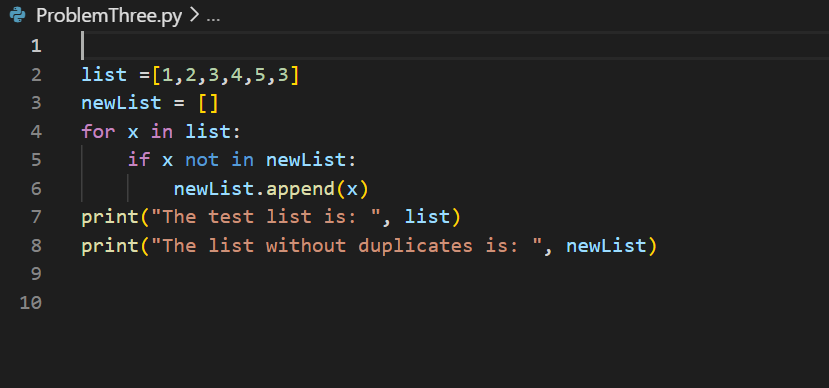 ProblemThree.py > ...
1
2 list =[1,2,3,4,5,3]
3 newList = []
4 for x in list:
5     if x not in newList:
6         newList.append(x)
7 print("The test list is: ", list)
8 print("The list without duplicates is: ", newList)
9
10